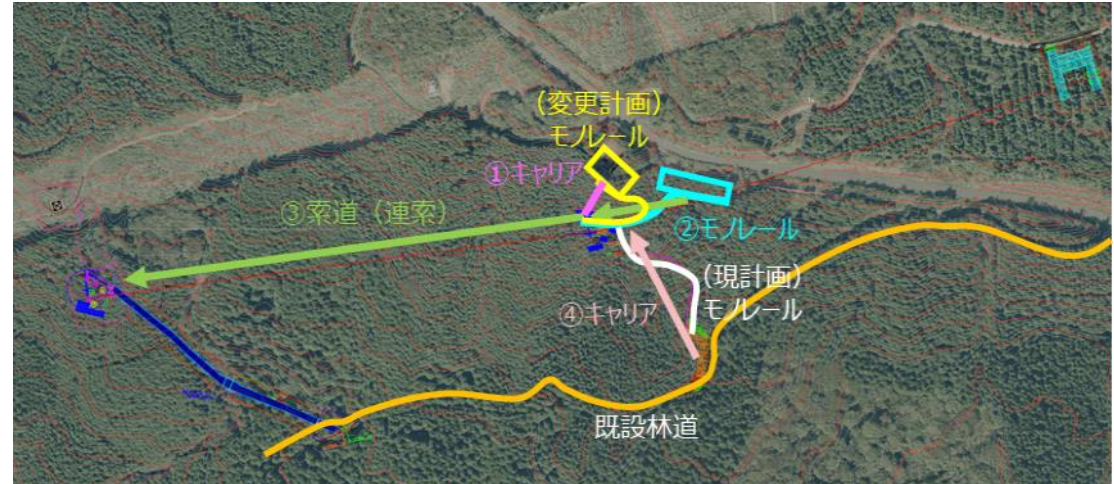 (変更計画)
モノレール
①キャリア
③索道（連索）
②モノレール
(現計画)
モノレール
④キャリア
既設林道